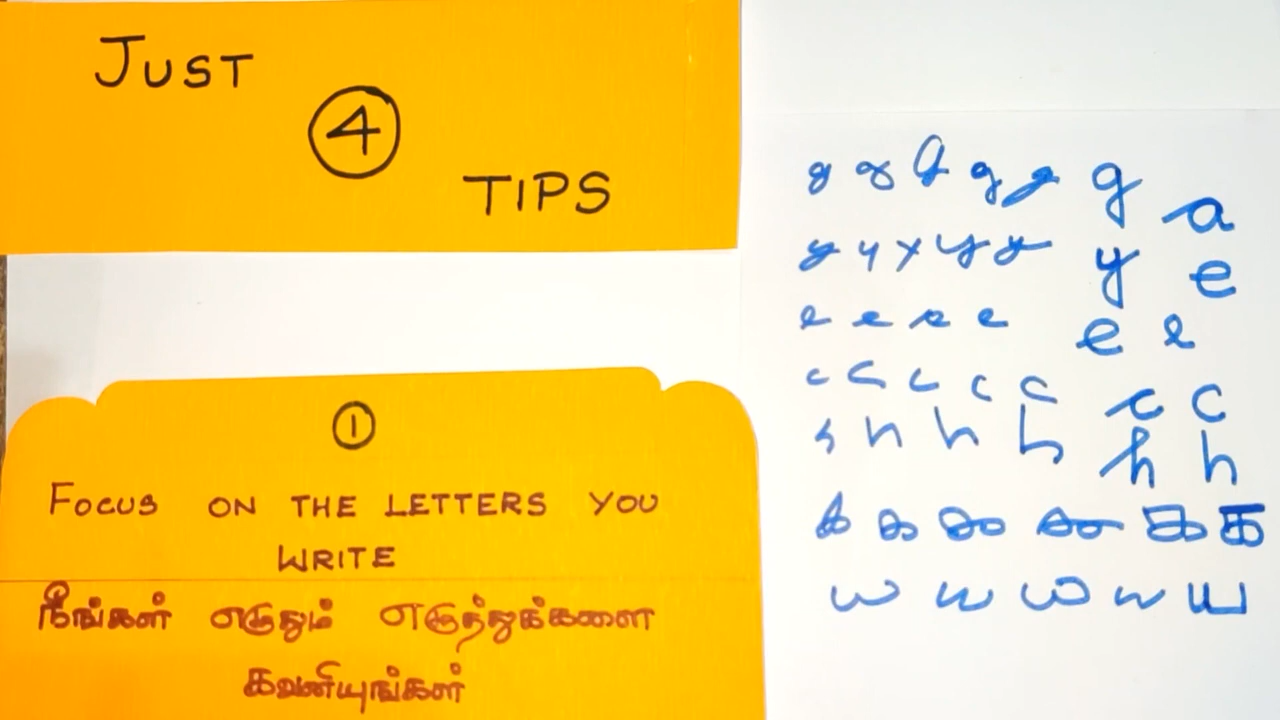 JUST
4
TIPS
1
FOCUS ON THE LETTERS YOU
WRITE
நீங்கள் எழுதும் எழுத்துக்களை
கவனியுங்கள்
g g g g g g a
y y x y y y e
e e e e e e
c c c c c c c
h h h h h h
க க க க க க
ய ய ய ய ய